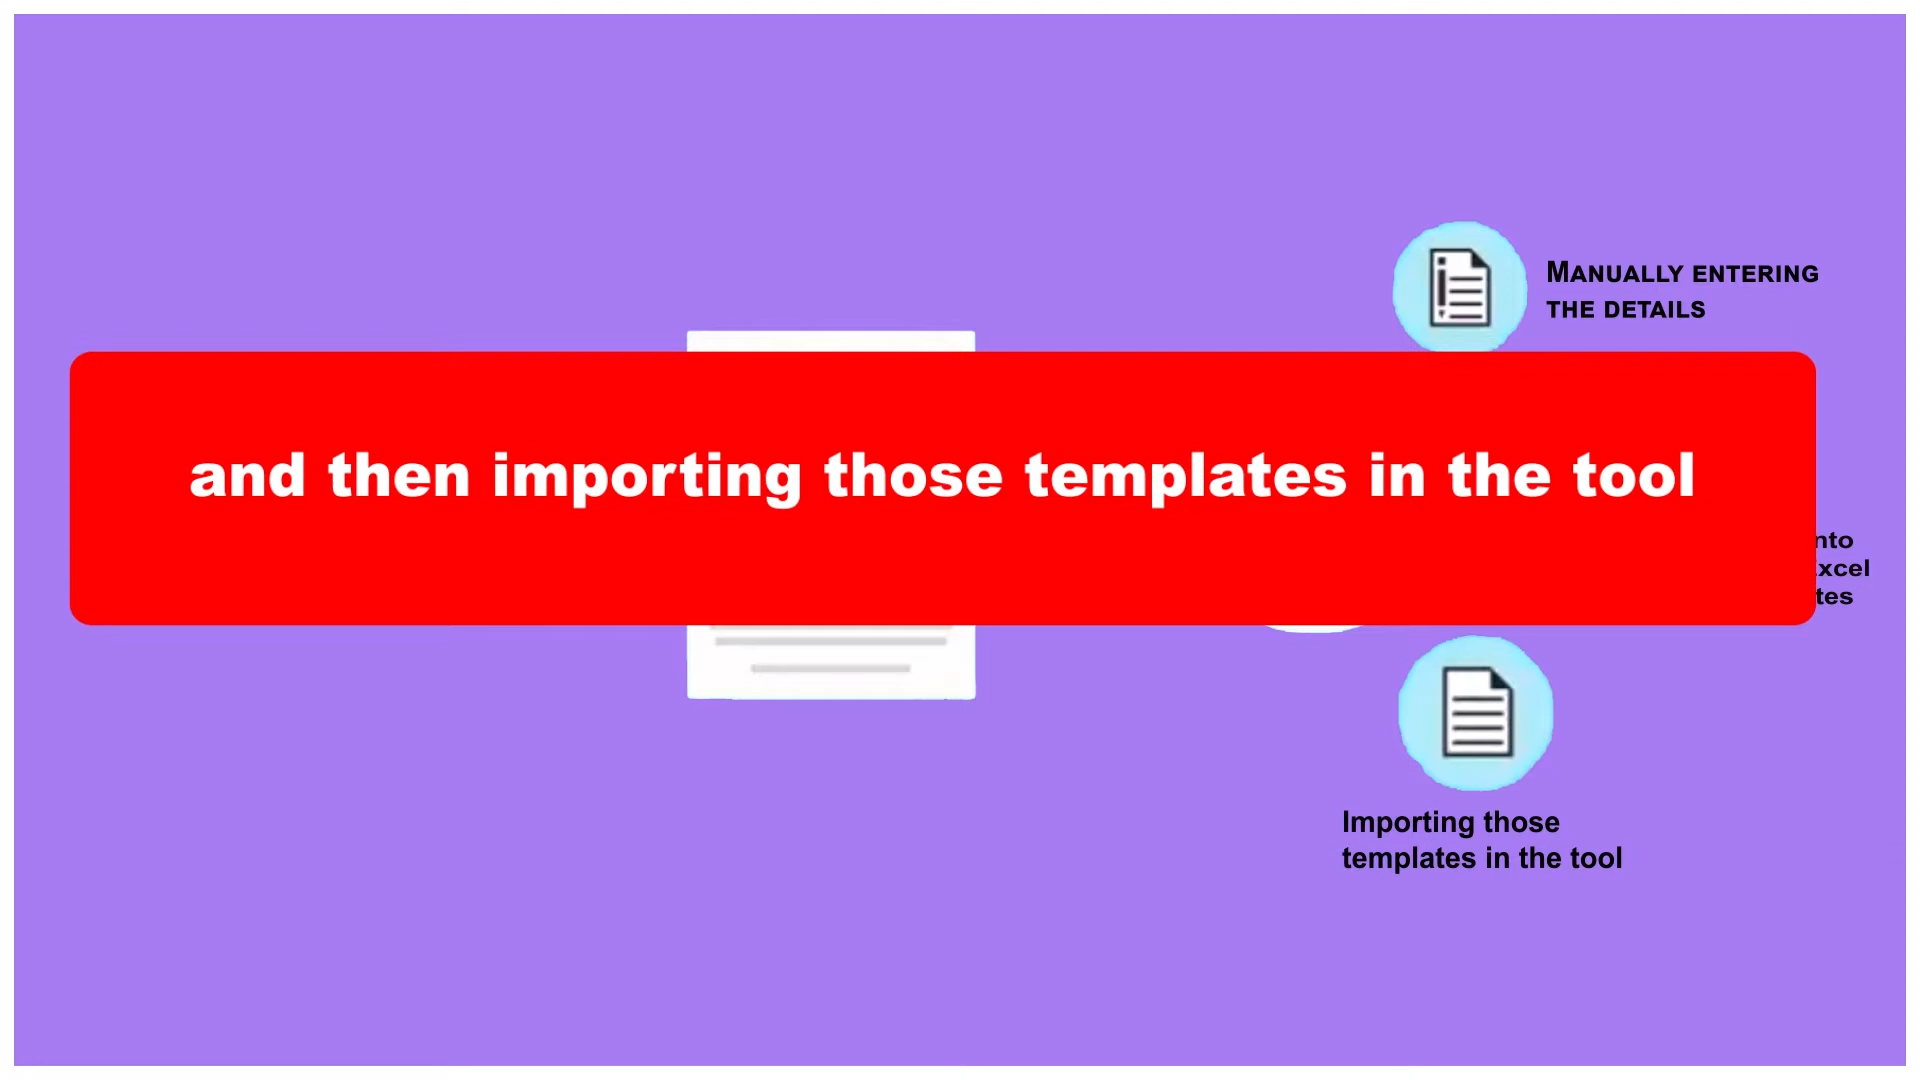 MANUALLY ENTERING
THE DETAILS
and then importing those templates in the tool
Importing those
templates in the tool